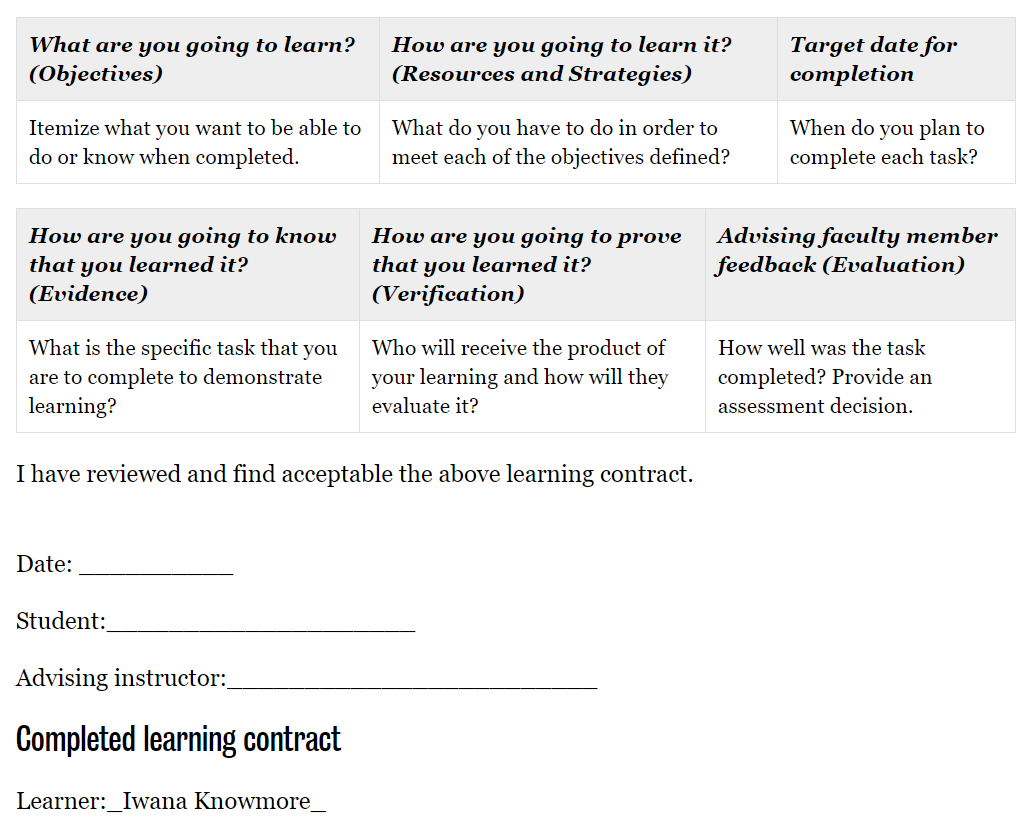 What are you going to learn?
(Objectives)
How are you going to learn it?
(Resources and Strategies)
Target date for
completion
Itemize what you want to be able to
do or know when completed.
What do you have to do in order to
meet each of the objectives defined?
When do you plan to
complete each task?
How are you going to know
that you learned it?
(Evidence)
How are you going to prove
that you learned it?
(Verification)
Advising faculty member
feedback (Evaluation)
What is the specific task that you
are to complete to demonstrate
learning?
Who will receive the product of
your learning and how will they
evaluate it?
How well was the task
completed? Provide an
assessment decision.
I have reviewed and find acceptable the above learning contract.
Date: __________
Student:____________________
Advising instructor:________________________
Completed learning contract
Learner:_Iwana Knowmore_